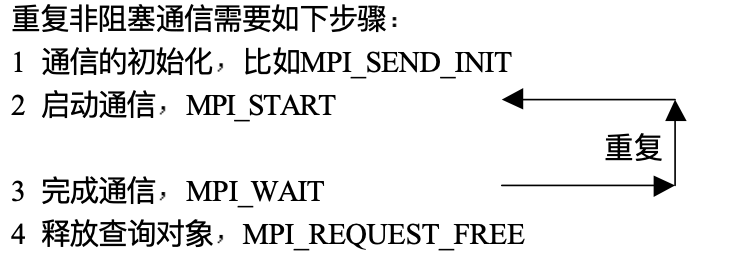 重复非阻塞通信需要如下步骤：
1 通信的初始化，比如MPI_SEND_INIT
2 启动通信，MPI_START
重复
3 完成通信，MPI_WAIT
4 释放查询对象，MPI_REQUEST_FREE